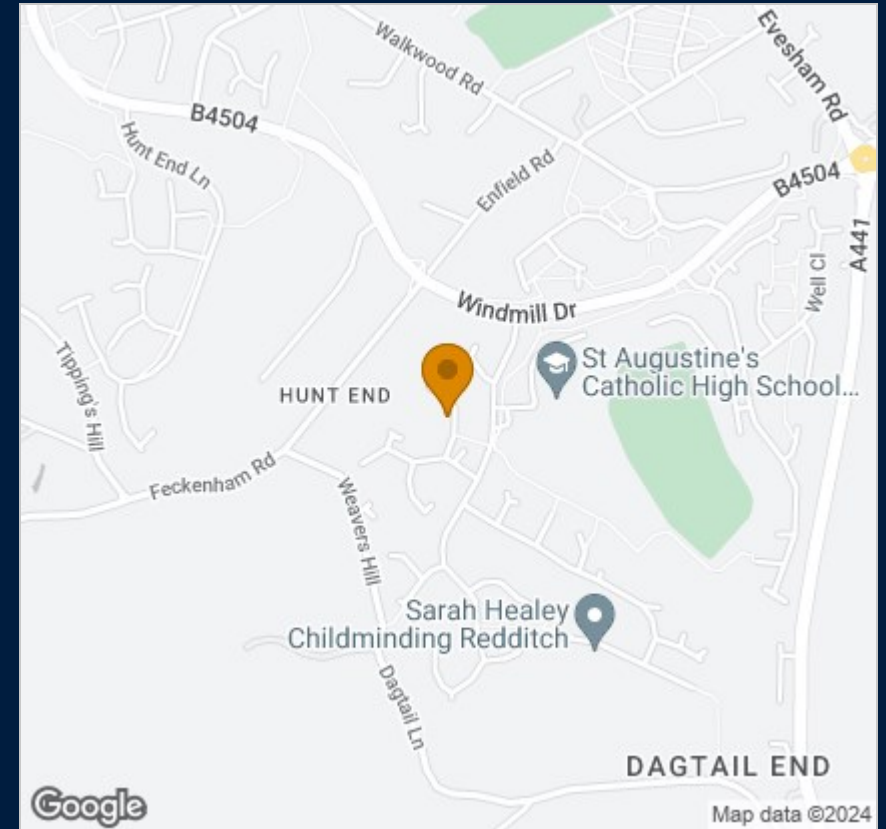 Walkwood Rd
Evesham Rd
B4504
Hunt End Ln
Enfield Rd
B4504
A441
Well Cl
Windmill Dr
Tipping's Hill
St Augustine's
Catholic High School...
HUNT END
Feckenham Rd
Weavers Hill
Sarah Healey
Childminding Redditch
Dagtail Ln
DAGTAIL END
Google
Map data ©2024